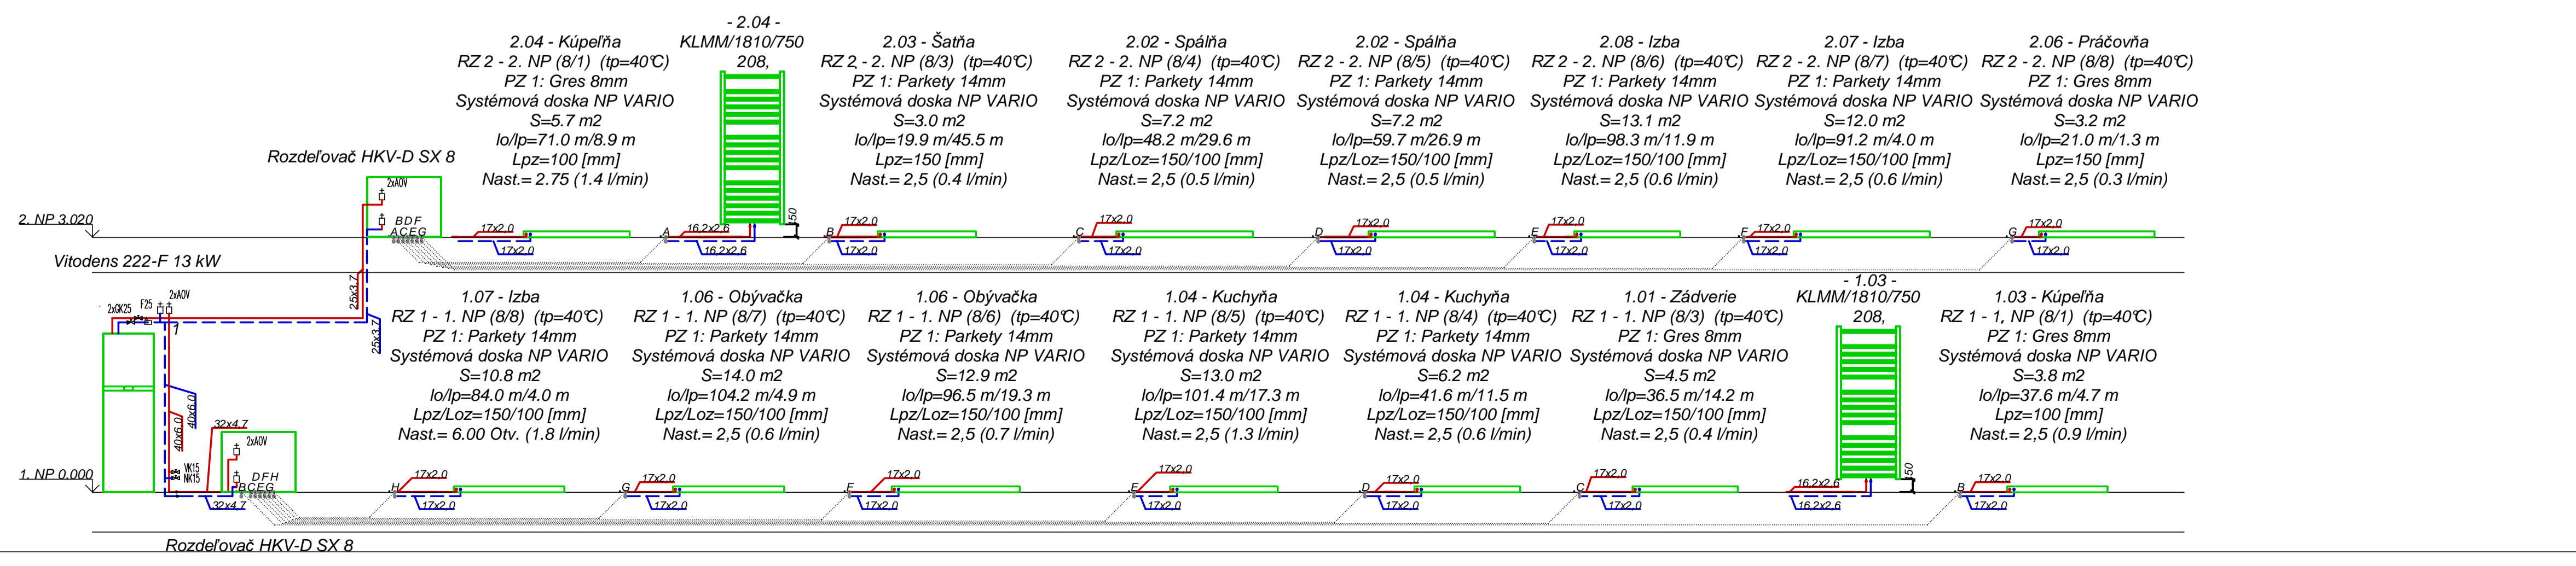 - 2.04 -
KLMM/1810/750
208,
2.04 - Kúpeľňa
RZ 2 - 2. NP (8/1)  (tp=40°C)
PZ 1: Gres 8mm
Systémová doska NP VARIO
S=5.7 m2
lo/lp=71.0 m/8.9 m
Lpz=100 [mm]
Nast.= 2.75 (1.4 l/min)
2.03 - Šatňa
RZ 2 - 2. NP (8/3)  (tp=40°C)
PZ 1: Parkety 14mm
Systémová doska NP VARIO
S=3.0 m2
lo/lp=19.9 m/45.5 m
Lpz=150 [mm]
Nast.= 2,5 (0.4 l/min)
2.02 - Spálňa
RZ 2 - 2. NP (8/4)  (tp=40°C)
PZ 1: Parkety 14mm
Systémová doska NP VARIO
S=7.2 m2
lo/lp=48.2 m/29.6 m
Lpz/Loz=150/100 [mm]
Nast.= 2,5 (0.5 l/min)
2.02 - Spálňa
RZ 2 - 2. NP (8/5)  (tp=40°C)
PZ 1: Parkety 14mm
Systémová doska NP VARIO
S=7.2 m2
lo/lp=59.7 m/26.9 m
Lpz/Loz=150/100 [mm]
Nast.= 2,5 (0.5 l/min)
2.08 - Izba
RZ 2 - 2. NP (8/6)  (tp=40°C)
PZ 1: Parkety 14mm
Systémová doska NP VARIO
S=13.1 m2
lo/lp=98.3 m/11.9 m
Lpz/Loz=150/100 [mm]
Nast.= 2,5 (0.6 l/min)
2.07 - Izba
RZ 2 - 2. NP (8/7)  (tp=40°C)
PZ 1: Parkety 14mm
Systémová doska NP VARIO
S=12.0 m2
lo/lp=91.2 m/4.0 m
Lpz/Loz=150/100 [mm]
Nast.= 2,5 (0.6 l/min)
2.06 - Práčovňa
RZ 2 - 2. NP (8/8)  (tp=40°C)
PZ 1: Gres 8mm
Systémová doska NP VARIO
S=3.2 m2
lo/lp=21.0 m/1.3 m
Lpz=150 [mm]
Nast.= 2,5 (0.3 l/min)
Rozdeľovač HKV-D SX 8
2xAOV
BDF
ACEG
2. NP 3.020
17x2,0
17x2,0
A
16,2x2,6
16,2x2,6
150
B
17x2,0
17x2,0
C
17x2,0
17x2,0
D
17x2,0
17x2,0
E
17x2,0
17x2,0
F
17x2,0
17x2,0
G
17x2,0
17x2,0
Vitodens 222-F 13 kW
25x3,7
25x3,7
2xGK25
F25
2xAOV
1.07 - Izba
RZ 1 - 1. NP (8/8)  (tp=40°C)
PZ 1: Parkety 14mm
Systémová doska NP VARIO
S=10.8 m2
lo/lp=84.0 m/4.0 m
Lpz/Loz=150/100 [mm]
Nast.= 6.00 Otv. (1.8 l/min)
1.06 - Obývačka
RZ 1 - 1. NP (8/7)  (tp=40°C)
PZ 1: Parkety 14mm
Systémová doska NP VARIO
S=14.0 m2
lo/lp=104.2 m/4.9 m
Lpz/Loz=150/100 [mm]
Nast.= 2,5 (0.6 l/min)
1.06 - Obývačka
RZ 1 - 1. NP (8/6)  (tp=40°C)
PZ 1: Parkety 14mm
Systémová doska NP VARIO
S=12.9 m2
lo/lp=96.5 m/19.3 m
Lpz/Loz=150/100 [mm]
Nast.= 2,5 (0.7 l/min)
1.04 - Kuchyňa
RZ 1 - 1. NP (8/5)  (tp=40°C)
PZ 1: Parkety 14mm
Systémová doska NP VARIO
S=13.0 m2
lo/lp=101.4 m/17.3 m
Lpz/Loz=150/100 [mm]
Nast.= 2,5 (1.3 l/min)
1.04 - Kuchyňa
RZ 1 - 1. NP (8/4)  (tp=40°C)
PZ 1: Parkety 14mm
Systémová doska NP VARIO
S=6.2 m2
lo/lp=41.6 m/11.5 m
Lpz/Loz=150/100 [mm]
Nast.= 2,5 (0.6 l/min)
1.01 - Zádverie
RZ 1 - 1. NP (8/3)  (tp=40°C)
PZ 1: Gres 8mm
Systémová doska NP VARIO
S=4.5 m2
lo/lp=36.5 m/14.2 m
Lpz/Loz=150/100 [mm]
Nast.= 2,5 (0.4 l/min)
- 1.03 -
KLMM/1810/750
208,
1.03 - Kúpeľňa
RZ 1 - 1. NP (8/1)  (tp=40°C)
PZ 1: Gres 8mm
Systémová doska NP VARIO
S=3.8 m2
lo/lp=37.6 m/4.7 m
Lpz=100 [mm]
Nast.= 2,5 (0.9 l/min)
40x6.0
40x6.0
32x4,7
2xAOV
VK15
NK15
DFH
BCEG
1. NP 0.000
32x4,7
H
17x2,0
17x2,0
G
17x2,0
17x2,0
F
17x2,0
17x2,0
E
17x2,0
17x2,0
D
17x2,0
17x2,0
C
17x2,0
17x2,0
16,2x2,6
16,2x2,6
150
B
17x2,0
17x2,0
Rozdeľovač HKV-D SX 8